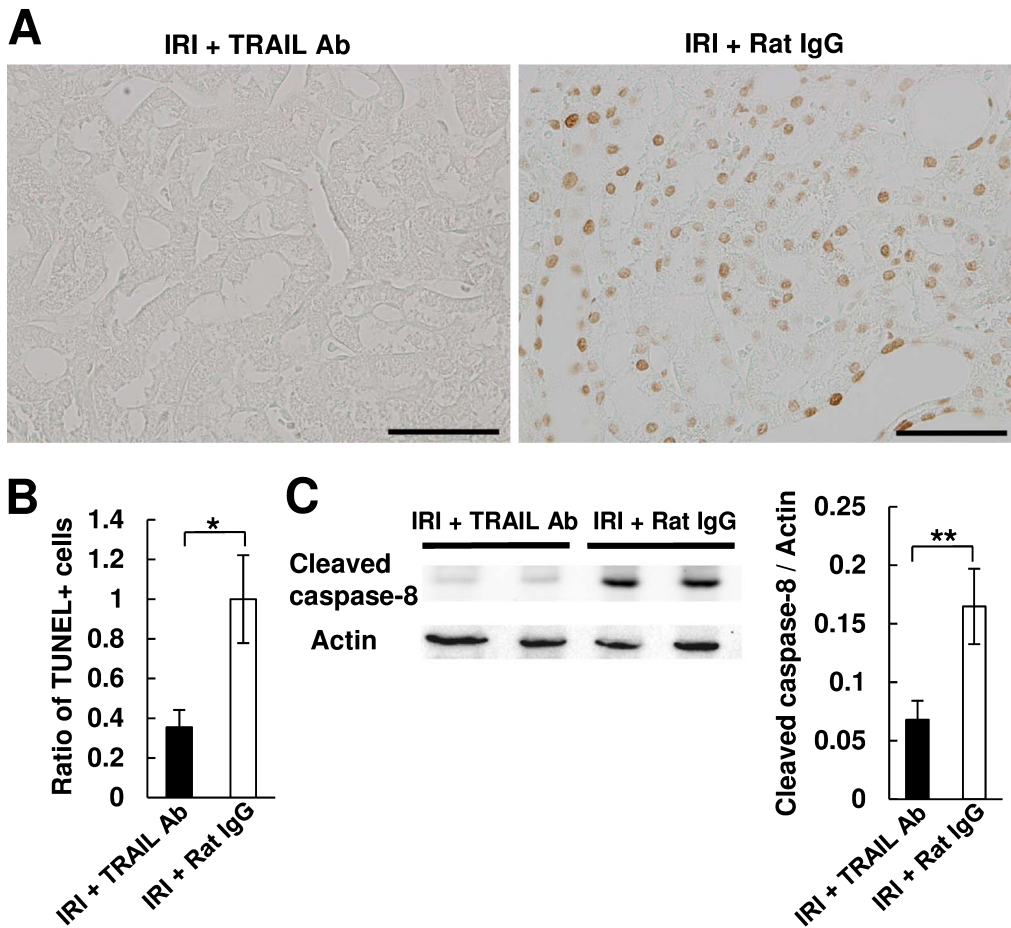 A
IRI + TRAIL Ab
IRI + Rat IgG
B
Ratio of TUNEL+ cells
1.4
1.2
1
0.8
0.6
0.4
0.2
0
*
IRI + TRAIL Ab
IRI + Rat IgG
C
IRI + TRAIL Ab
IRI + Rat IgG
Cleaved
caspase-8
Actin
Cleaved caspase-8 / Actin
0.25
0.2
0.15
0.1
0.05
0
**
IRI + TRAIL Ab
IRI + Rat IgG